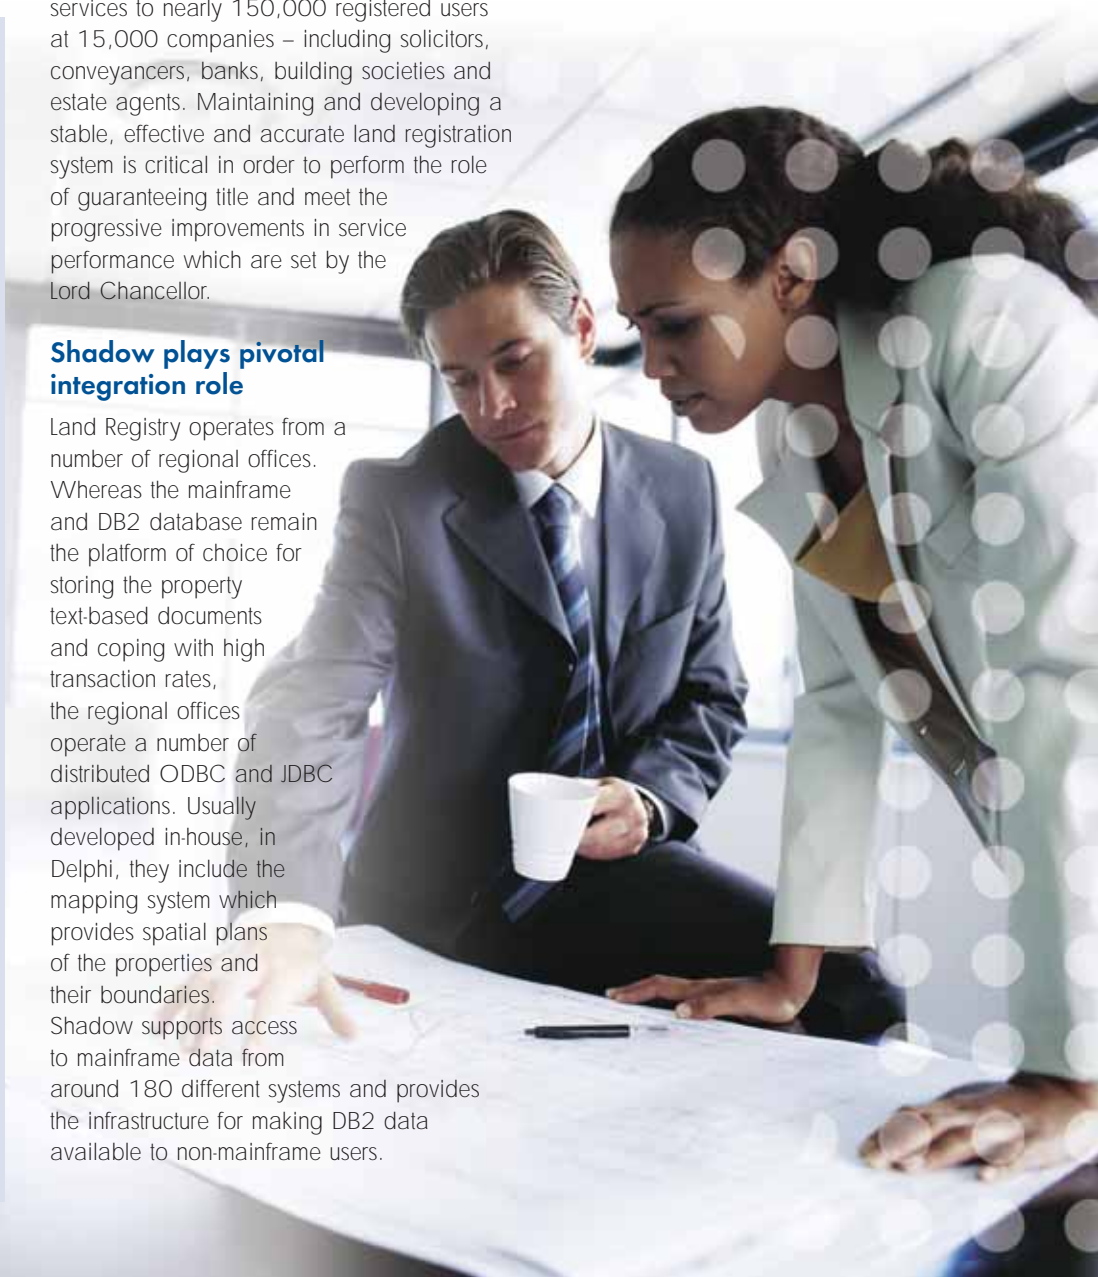 services to nearly 150,000 registered users
at 15,000 companies – including solicitors,
conveyancers, banks, building societies and
estate agents. Maintaining and developing a
stable, effective and accurate land registration
system is critical in order to perform the role
of guaranteeing title and meet the
progressive improvements in service
performance which are set by the
Lord Chancellor.
Shadow plays pivotal
integration role
Land Registry operates from a
number of regional offices.
Whereas the mainframe
and DB2 database remain
the platform of choice for
storing the property
text-based documents
and coping with high
transaction rates,
the regional offices
operate a number of
distributed ODBC and JDBC
applications. Usually
developed in-house, in
Delphi, they include the
mapping system which
provides spatial plans
of the properties and
their boundaries.
Shadow supports access
to mainframe data from
around 180 different systems and provides
the infrastructure for making DB2 data
available to non-mainframe users.